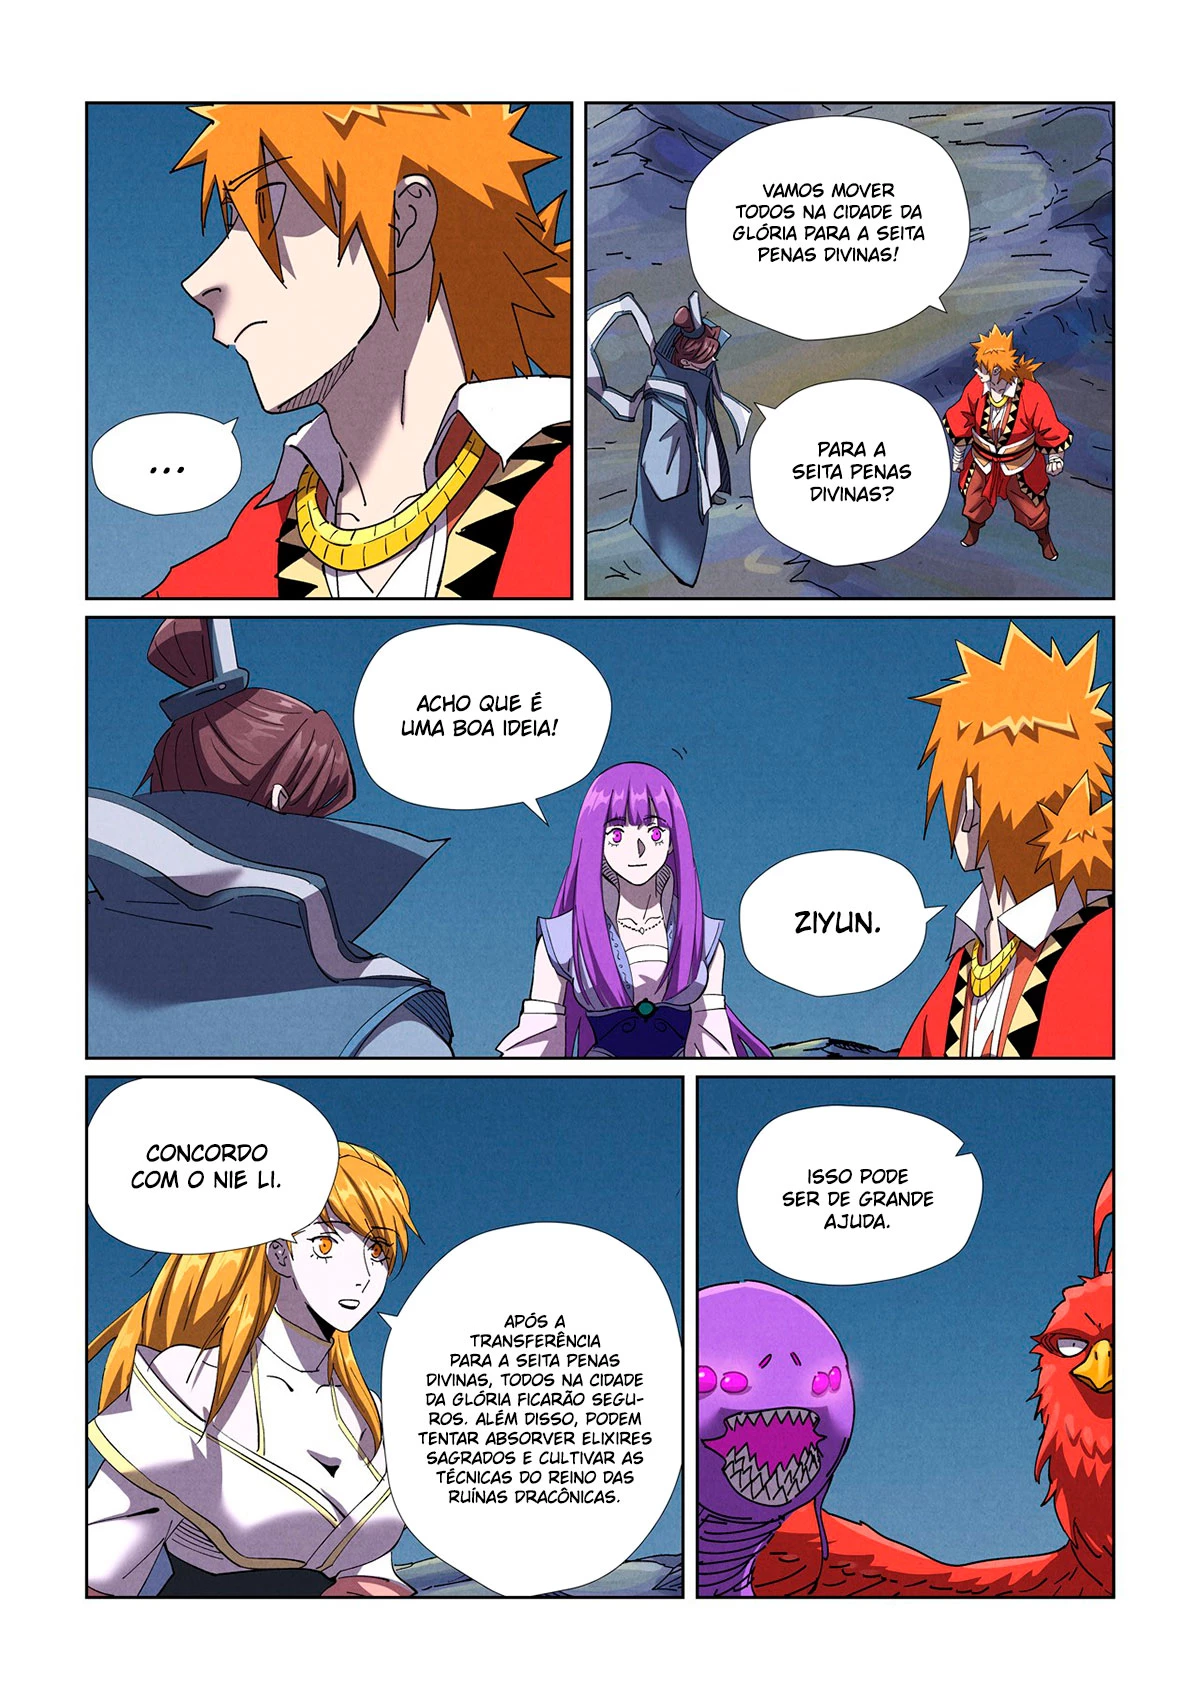 ...
VAMOS MOVER
TODOS NA CIDADE DA
GLÓRIA PARA A SEITA
PENAS DIVINAS!
PARA A
SEITA PENAS
DIVINAS?
ACHO QUE É
UMA BOA IDEIA!
ZIYUN.
CONCORDO
COM O NIE LI.
APÓS A
TRANSFERÊNCIA
PARA A SEITA PENAS
DIVINAS, TODOS NA CIDADE
DA GLÓRIA FICARÃO SEGU-
ROS. ALÉM DISSO, PODEM
TENTAR ABSORVER ELIXIRES
SAGRADOS E CULTIVAR AS
TÉCNICAS DO REINO DAS
RUÍNAS DRACÔNICAS.
ISSO PODE
SER DE GRANDE
AJUDA.